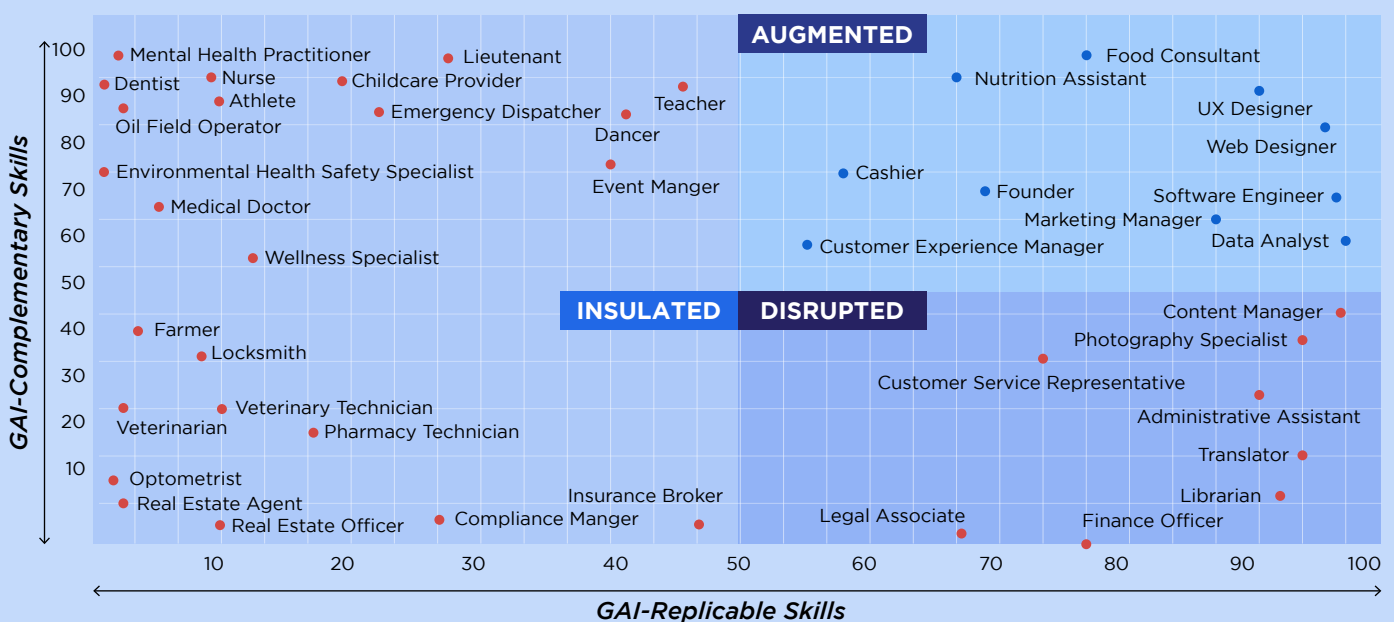 AUGMENTED
100
Mental Health Practitioner
Lieutenant
Food Consultant
Dentist
Nurse
Childcare Provider
Nutrition Assistant
90
Athlete
Teacher
UX Designer
Oil Field Operator
Emergency Dispatcher
Dancer
80
Web Designer
Environmental Health Safety Specialist
Cashier
70
Event Manger
Founder
Software Engineer
Medical Doctor
Marketing Manager
60
Customer Experience Manager
Data Analyst
Wellness Specialist
50
INSULATED
DISRUPTED
Content Manager
40
Farmer
Photography Specialist
Locksmith
30
Customer Service Representative
Veterinary Technician
Administrative Assistant
20
Veterinarian
Pharmacy Technician
Translator
10
Optometrist
Insurance Broker
Librarian
Real Estate Agent
Real Estate Officer
Compliance Manger
Legal Associate
Finance Officer
GAI-Complementary Skills
10 20 30 40 50 60 70 80 90 100
GAI-Replicable Skills